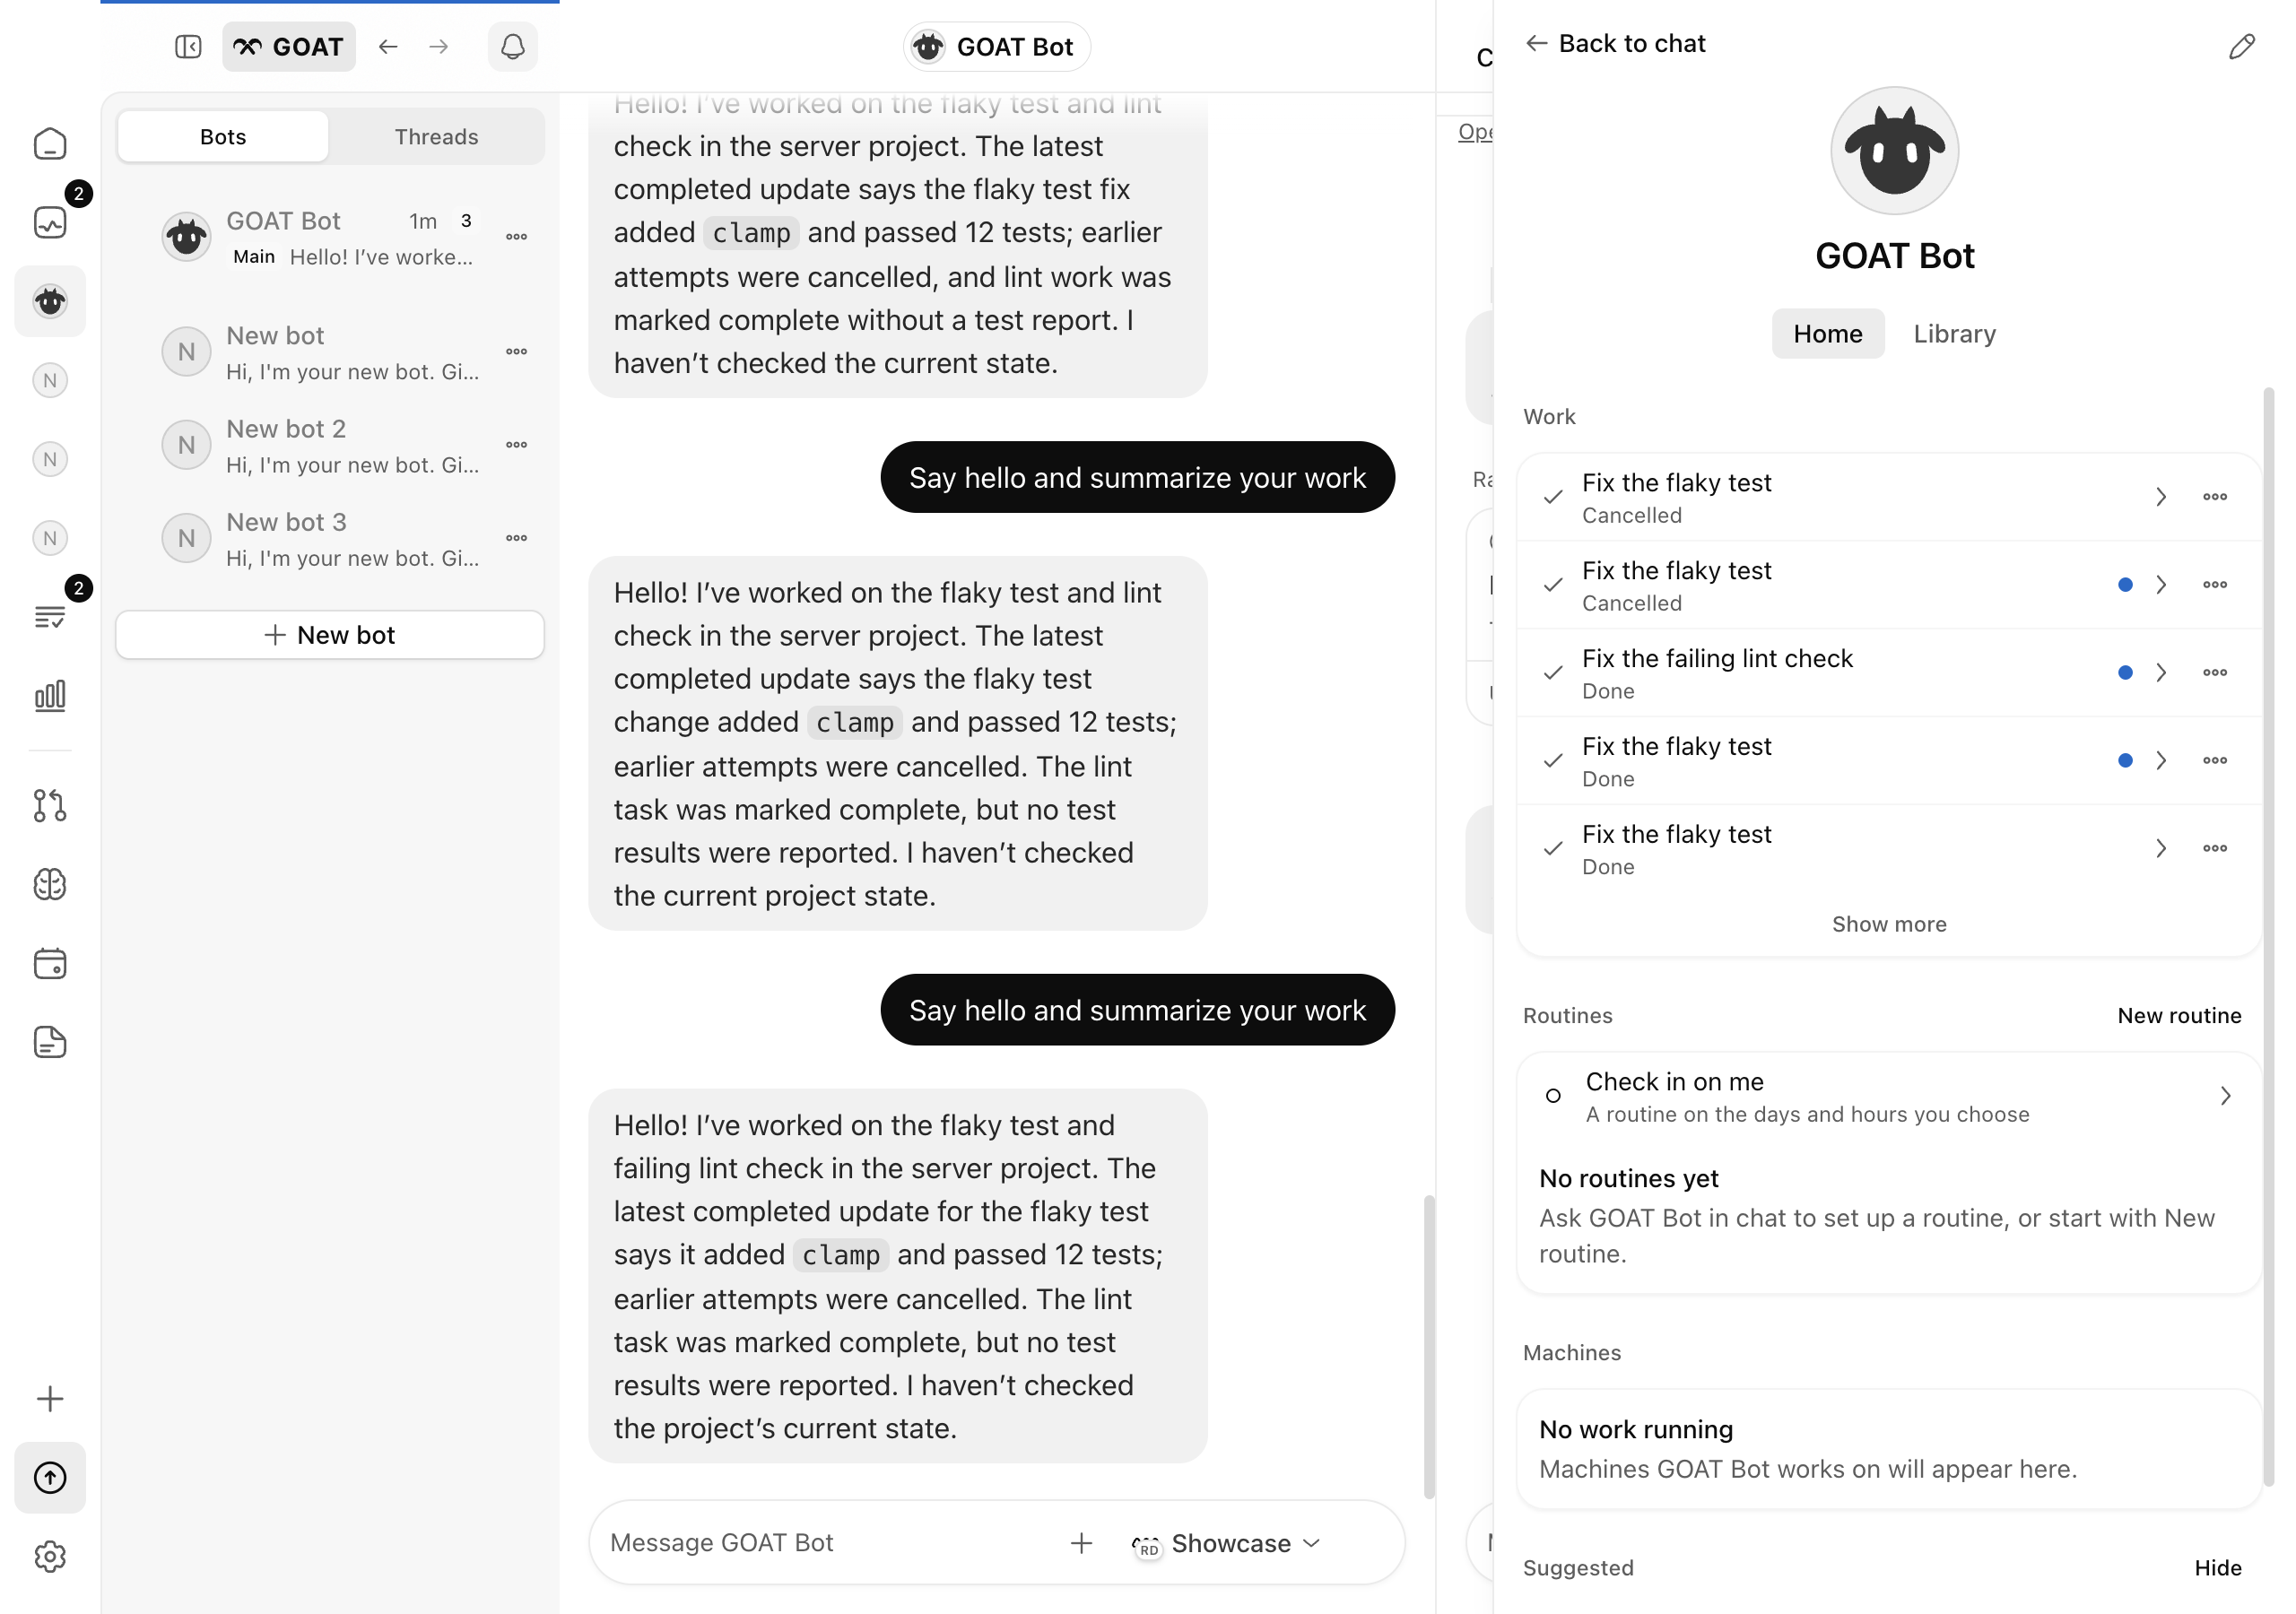 GOAT
GOAT Bot
Back to chat
Bots
Threads
2
GOAT Bot
1m
3
Main
Hello! I've worke...
N
New bot
Hi, I'm your new bot. Gi...
N
New bot 2
Hi, I'm your new bot. Gi...
N
New bot 3
Hi, I'm your new bot. Gi...
N
N
N
2
New bot
Hello! I've worked on the flaky test and lint
check in the server project. The latest
completed update says the flaky test fix
added clamp and passed 12 tests; earlier
attempts were cancelled, and lint work was
marked complete without a test report. I
haven't checked the current state.
Say hello and summarize your work
Hello! I've worked on the flaky test and lint
check in the server project. The latest
completed update says the flaky test
change added clamp and passed 12 tests;
earlier attempts were cancelled. The lint
task was marked complete, but no test
results were reported. I haven't checked
the current project state.
Say hello and summarize your work
Hello! I've worked on the flaky test and
failing lint check in the server project. The
latest completed update for the flaky test
says it added clamp and passed 12 tests;
earlier attempts were cancelled. The lint
task was marked complete, but no test
results were reported. I haven't checked
the project's current state.
Message GOAT Bot
RD
Showcase
GOAT Bot
Home
Library
Work
Fix the flaky test
Cancelled
Fix the flaky test
Cancelled
Fix the failing lint check
Done
Fix the flaky test
Done
Fix the flaky test
Done
Show more
Routines
New routine
Check in on me
A routine on the days and hours you choose
No routines yet
Ask GOAT Bot in chat to set up a routine, or start with New
routine.
Machines
No work running
Machines GOAT Bot works on will appear here.
Suggested
Hide